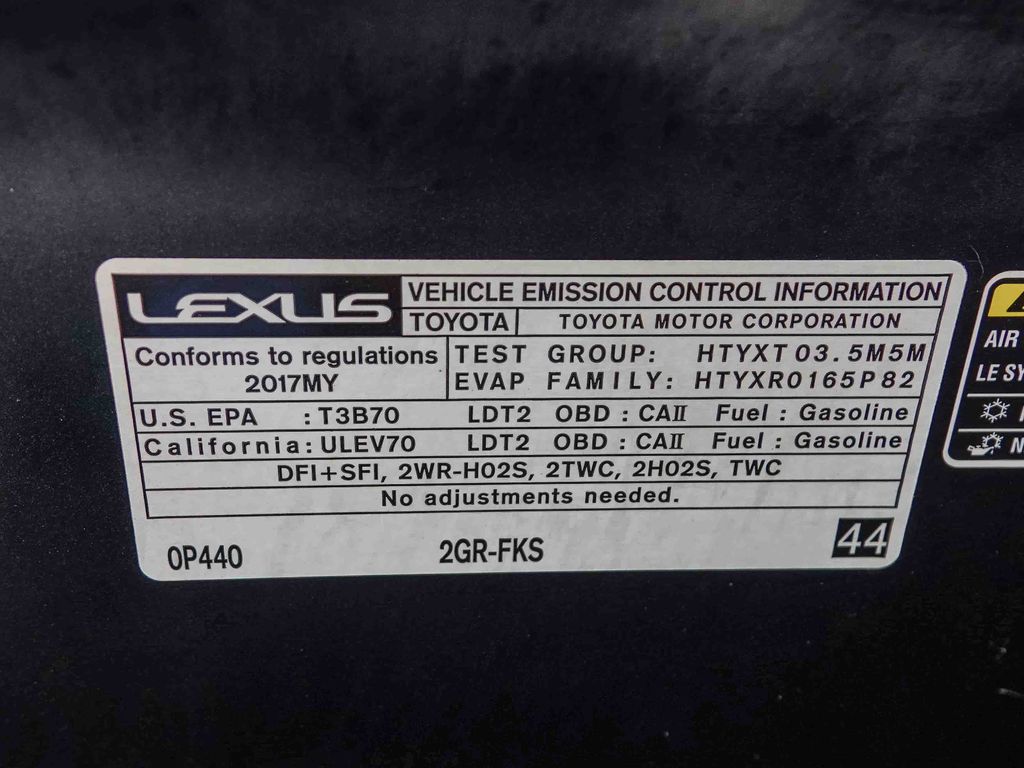 LEXUS
VEHICLE EMISSION CONTROL INFORMATION
TOYOTA TOYOTA MOTOR CORPORATION
Conforms to regulations
2017MY
TEST GROUP: HTYXT03.5M5M
EVAP FAMILY: HTYXR0165P82
U.S. EPA : T3B70 LDT2 OBD : CAII Fuel : Gasoline
California : ULEV70 LDT2 OBD : CAII Fuel : Gasoline
DFI+SFI, 2WR-HO2S, 2TWC, 2HO2S, TWC
No adjustments needed.
0P440 2GR-FKS 44
AIR
LE SY
N